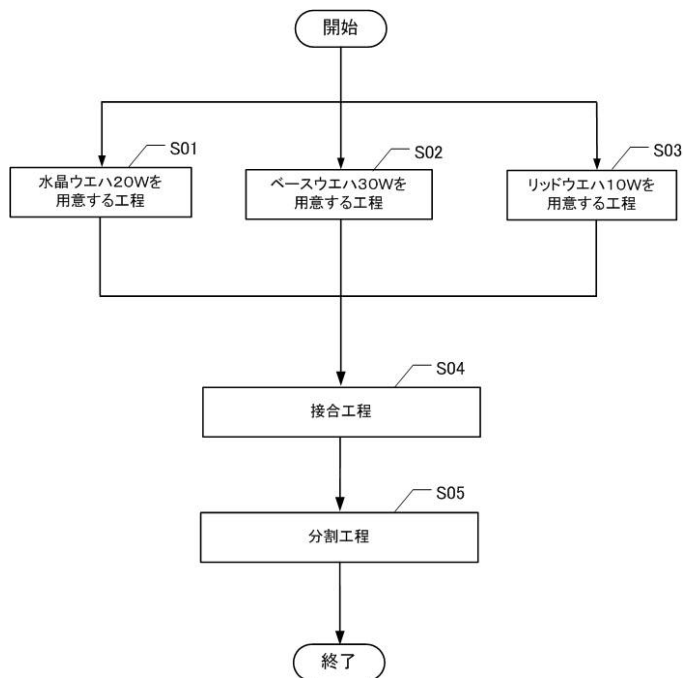 開始
S01
水晶ウエハ20Wを
用意する工程
S02
ベースウエハ30Wを
用意する工程
S03
リッドウエハ10Wを
用意する工程
S04
接合工程
S05
分割工程
終了